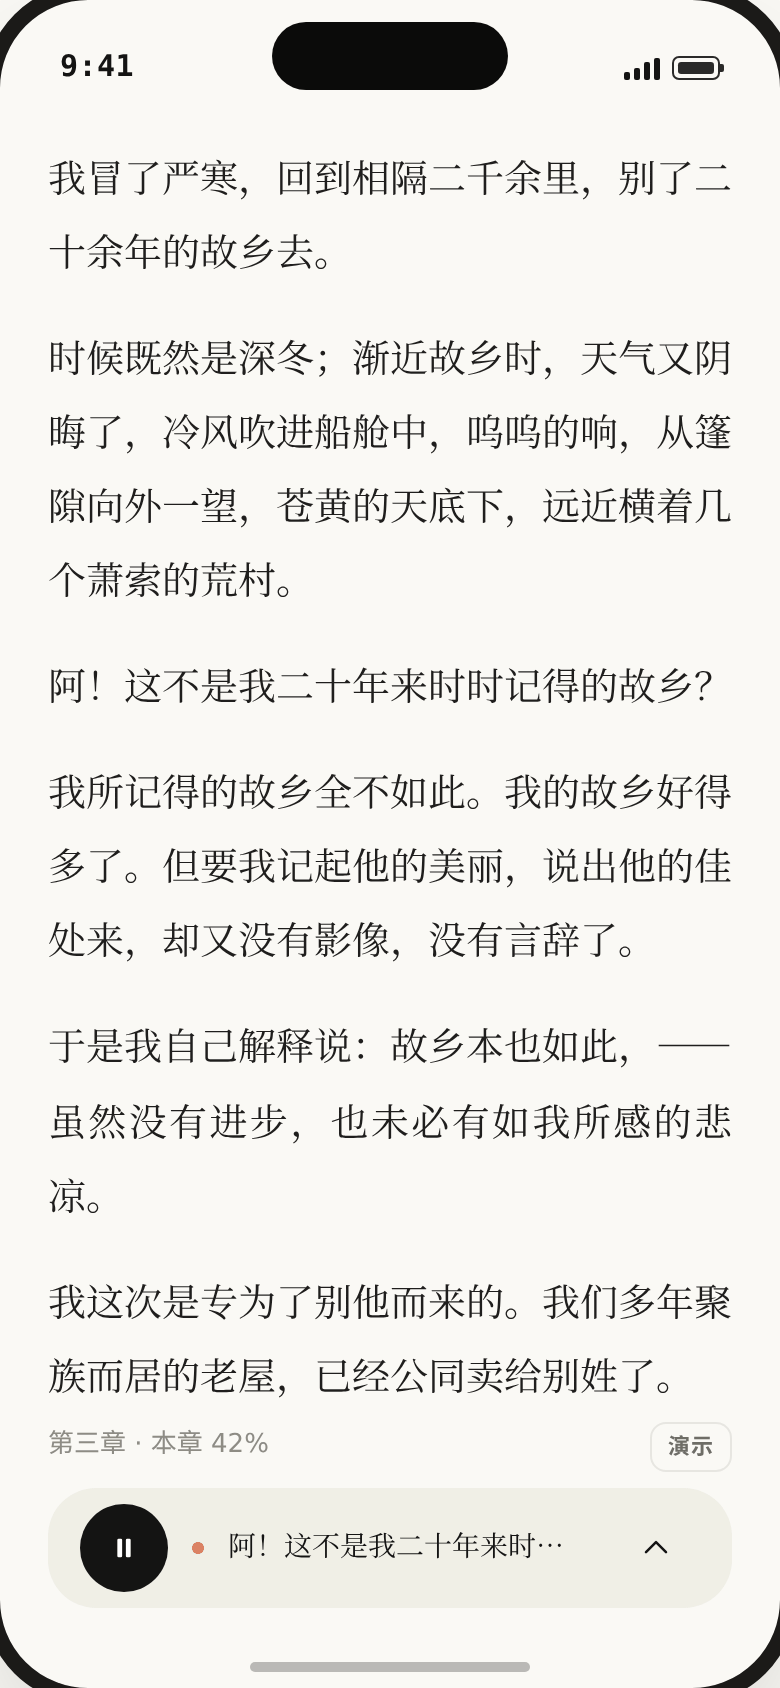 9:41
我冒了严寒，回到相隔二千余里，别了二
十余年的故乡去。
时候既然是深冬；渐近故乡时，天气又阴
晦了，冷风吹进船舱中，呜呜的响，从篷
隙向外一望，苍黄的天底下，远近横着几
个萧索的荒村。
阿！这不是我二十年来时时记得的故乡？
我所记得的故乡全不如此。我的故乡好得
多了。但要我记起他的美丽，说出他的佳
处来，却又没有影像，没有言辞了。
于是我自己解释说：故乡本也如此，——
虽然没有进步，也未必有如我所感的悲
凉。
我这次是专为了别他而来的。我们多年聚
族而居的老屋，已经公同卖给别姓了。
第三章 · 本章 42%
演示
阿！这不是我二十年来时…